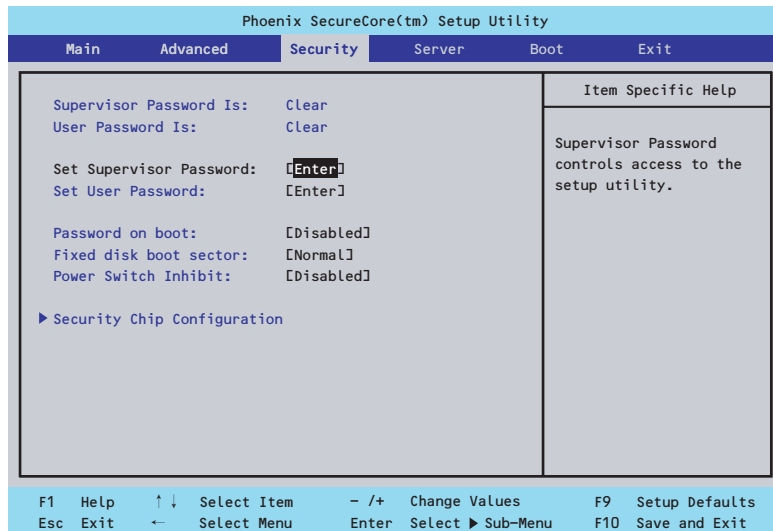 Phoenix SecureCore(tm) Setup Utility
Main Advanced Security Server Boot Exit
Supervisor Password Is: Clear
User Password Is: Clear
Set Supervisor Password: [Enter]
Set User Password: [Enter]
Password on boot: [Disabled]
Fixed disk boot sector: [Normal]
Power Switch Inhibit: [Disabled]
▶ Security Chip Configuration
Item Specific Help
Supervisor Password
controls access to the
setup utility.
F1 Help ↑↓ Select Item - /+ Change Values F9 Setup Defaults
Esc Exit ← Select Menu Enter Select ▶ Sub-Menu F10 Save and Exit